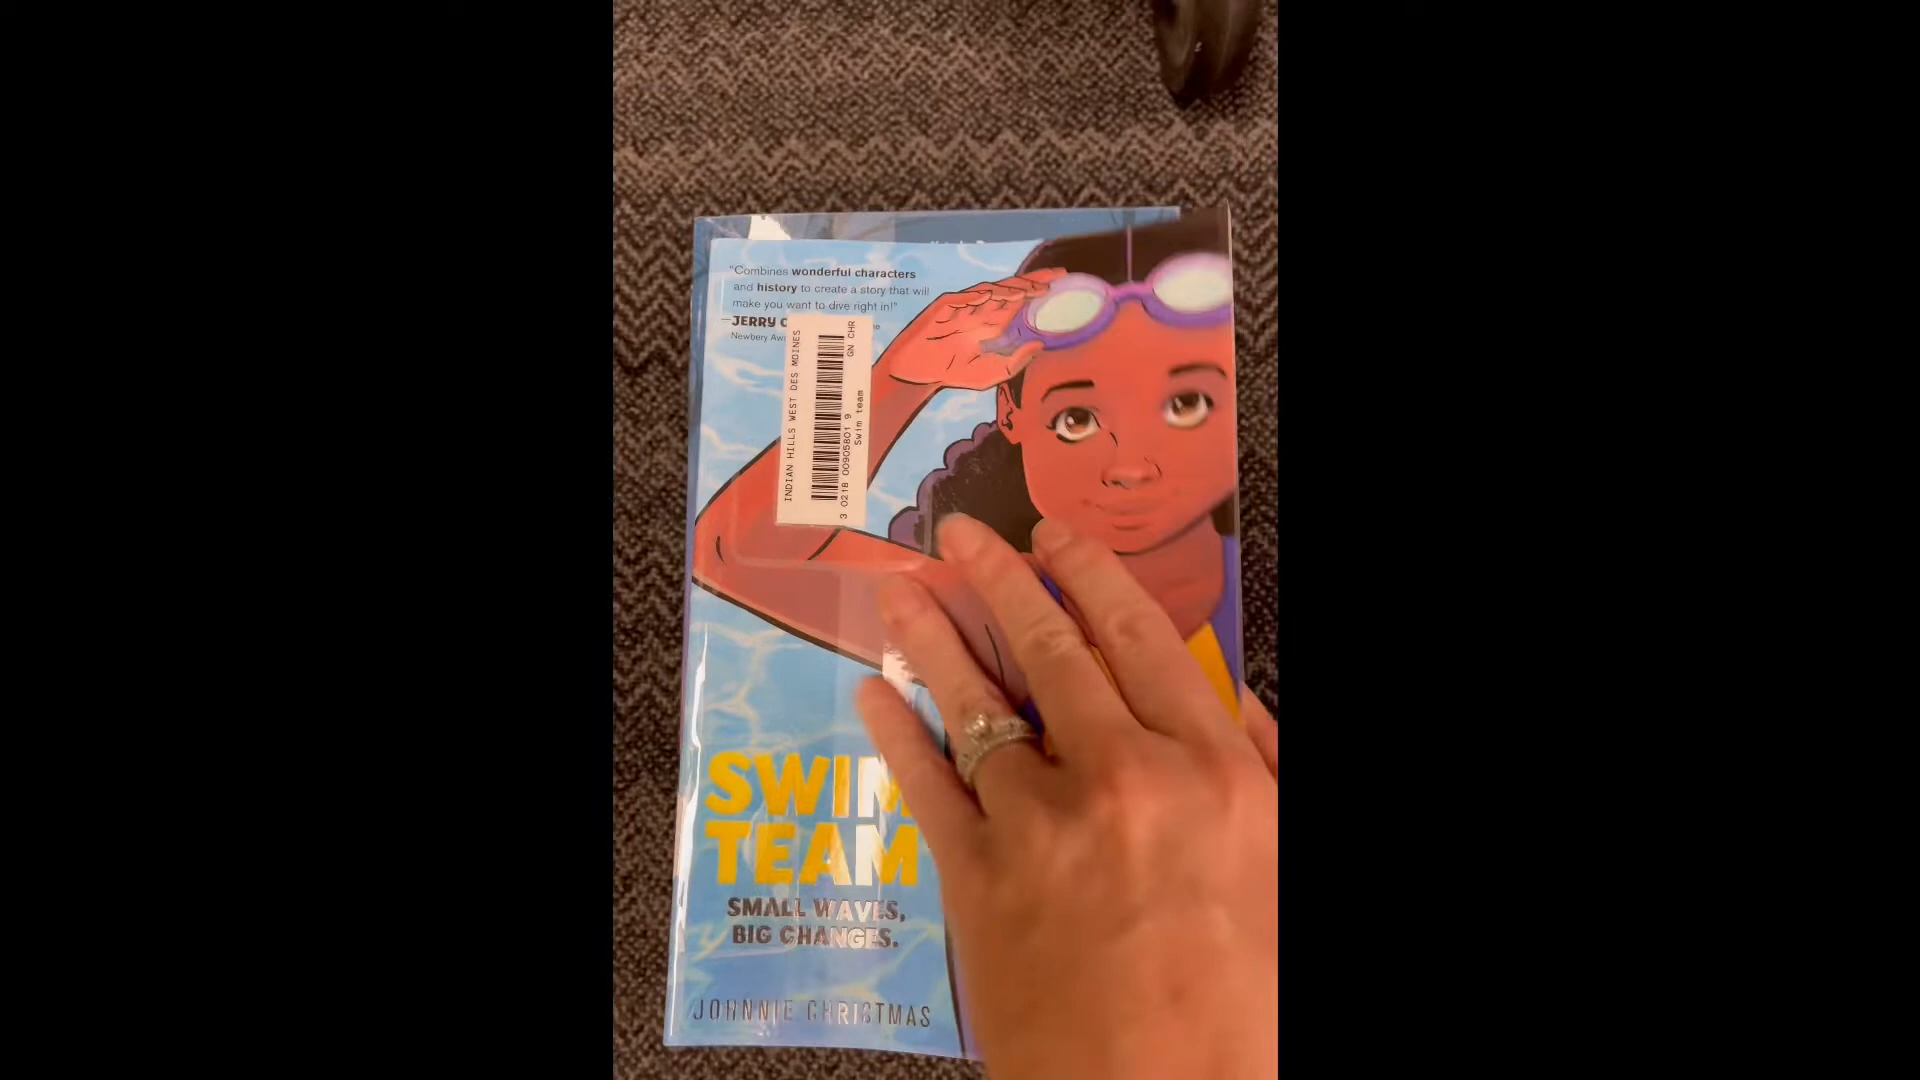 "Combines wonderful characters
and history to create a story that will
make you want to dive right in!"
—JERRY
Newbery
INDIAN HILLS WEST DES MOINES
3 0218 00905801 9
Swim team
GN CHR
SWIM
TEAM
SMALL WAVES,
BIG CHANGES.
JOHNNIE CHRISTMAS